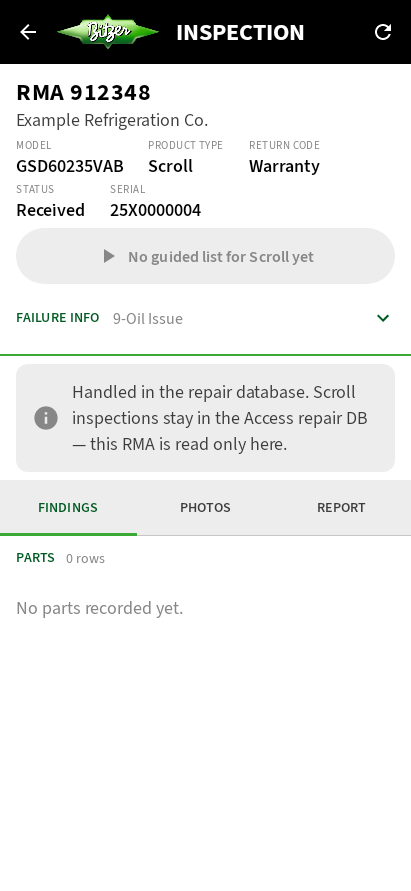 Bitzer INSPECTION
RMA 912348
Example Refrigeration Co.
MODEL PRODUCT TYPE RETURN CODE
GSD60235VAB Scroll Warranty
STATUS SERIAL
Received 25X0000004
No guided list for Scroll yet
FAILURE INFO 9-Oil Issue
Handled in the repair database. Scroll
inspections stay in the Access repair DB
— this RMA is read only here.
FINDINGS PHOTOS REPORT
PARTS 0 rows
No parts recorded yet.